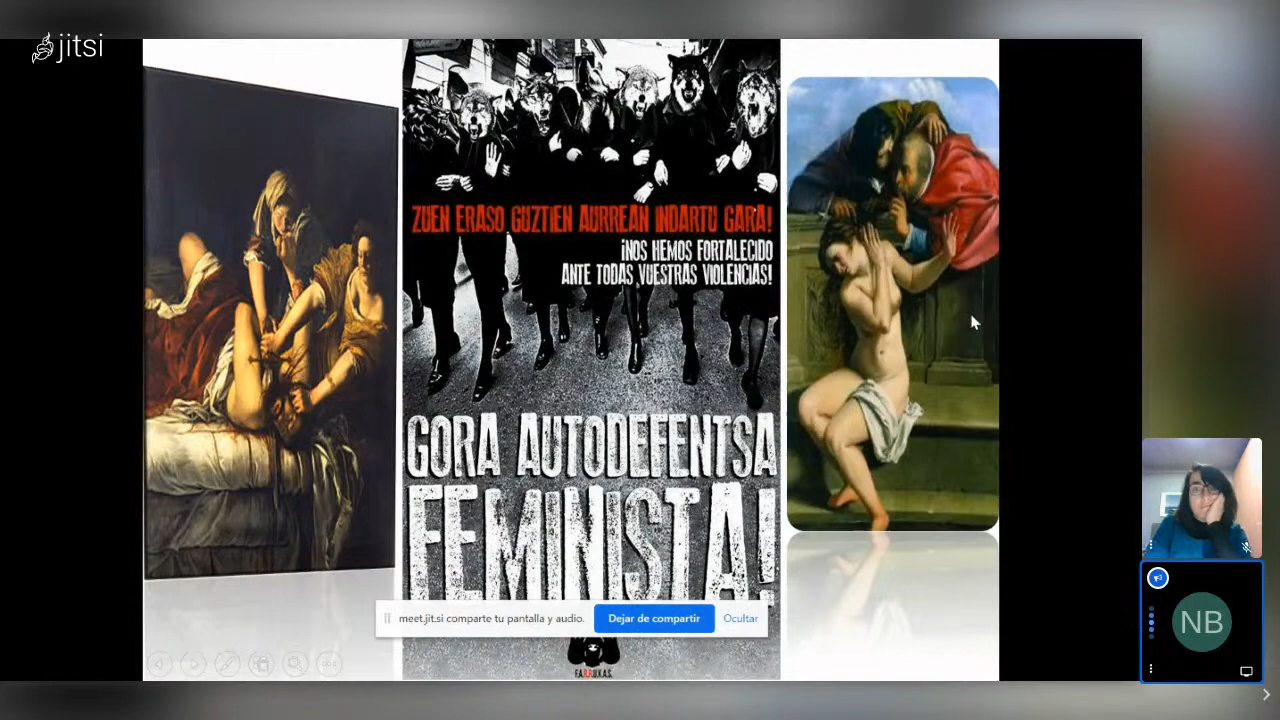 jitsi
ZUEN ERASO GUZTIEN AURREAN INDARTU GARA!
¡NOS HEMOS FORTALECIDO
ANTE TODAS VUESTRAS VIOLENCIAS!
GORA AUTODEFENTSA
FEMINISTA!
meet.jit.si comparte tu pantalla y audio.
Dejar de compartir
Ocultar
F.A.R.R.U.K.A.S.
NB